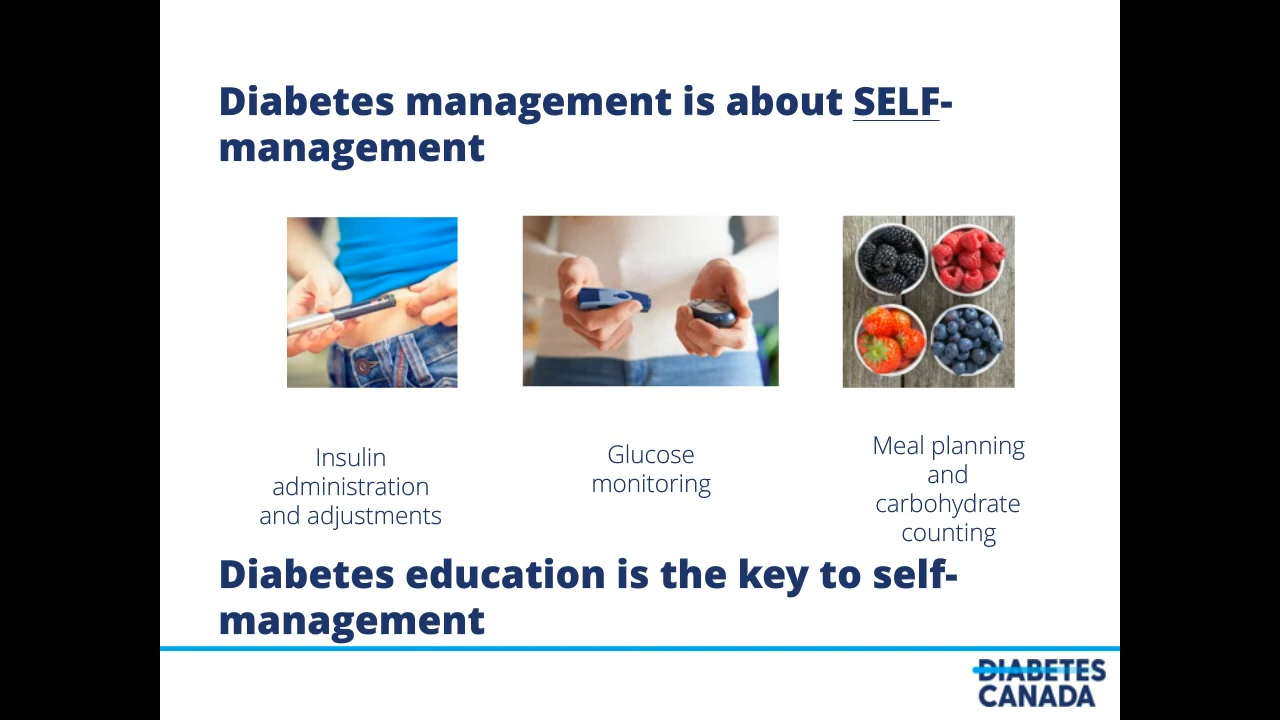 Diabetes management is about SELF-
management
Insulin
administration
and adjustments
Glucose
monitoring
Meal planning
and
carbohydrate
counting
Diabetes education is the key to self-
management
DIABETES
CANADA